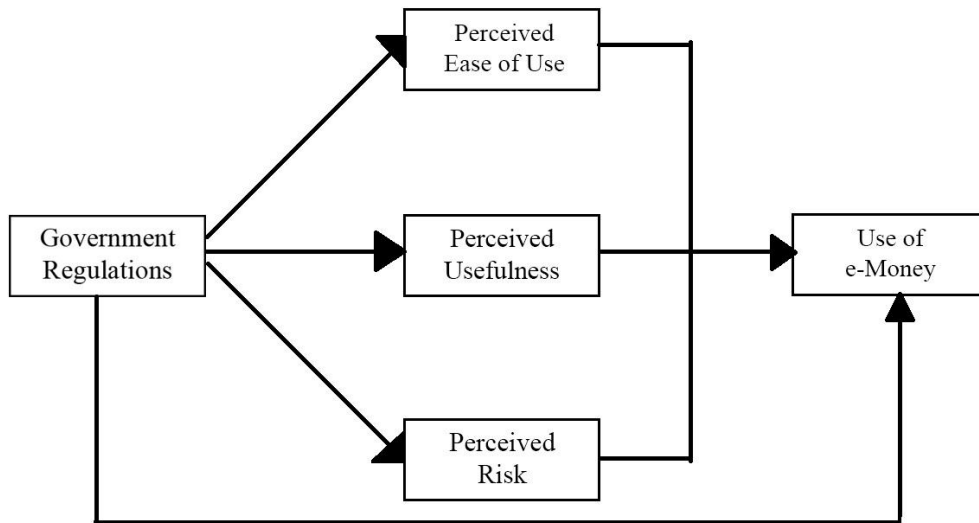 Perceived
Ease of Use
Government
Regulations
Perceived
Usefulness
Use of
e-Money
Perceived
Risk